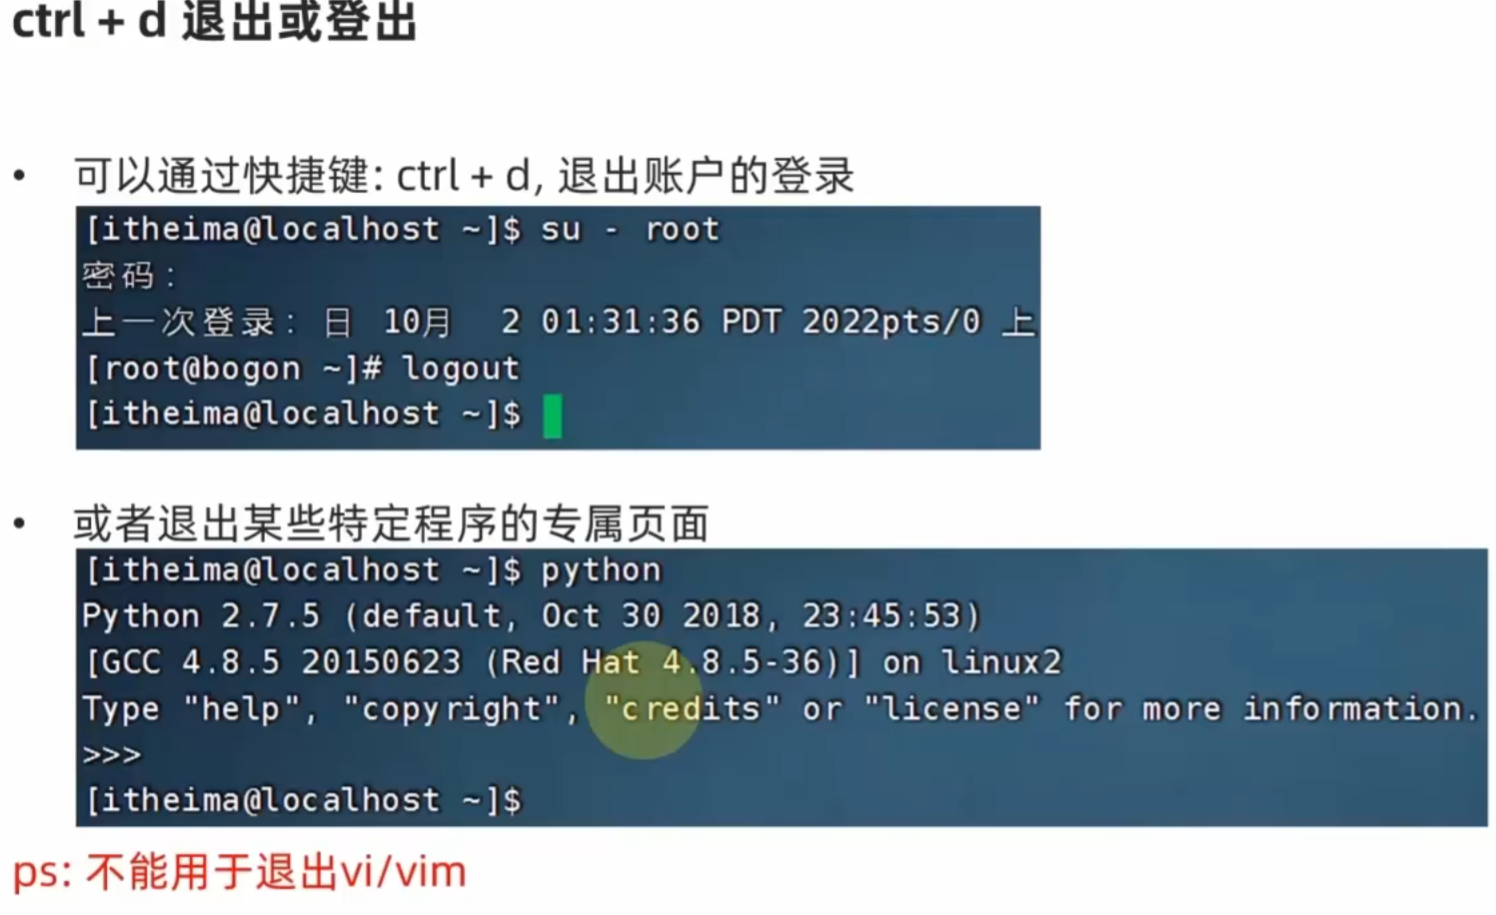 ctrl + d 退出或登出
• 可以通过快捷键: ctrl + d, 退出账户的登录
[itheima@localhost ~]$ su - root
密码：
上一次登录：日 10月  2 01:31:36 PDT 2022pts/0 上
[root@bogon ~]# logout
[itheima@localhost ~]$
• 或者退出某些特定程序的专属页面
[itheima@localhost ~]$ python
Python 2.7.5 (default, Oct 30 2018, 23:45:53)
[GCC 4.8.5 20150623 (Red Hat 4.8.5-36)] on linux2
Type "help", "copyright", "credits" or "license" for more information.
>>>
[itheima@localhost ~]$
ps: 不能用于退出vi/vim